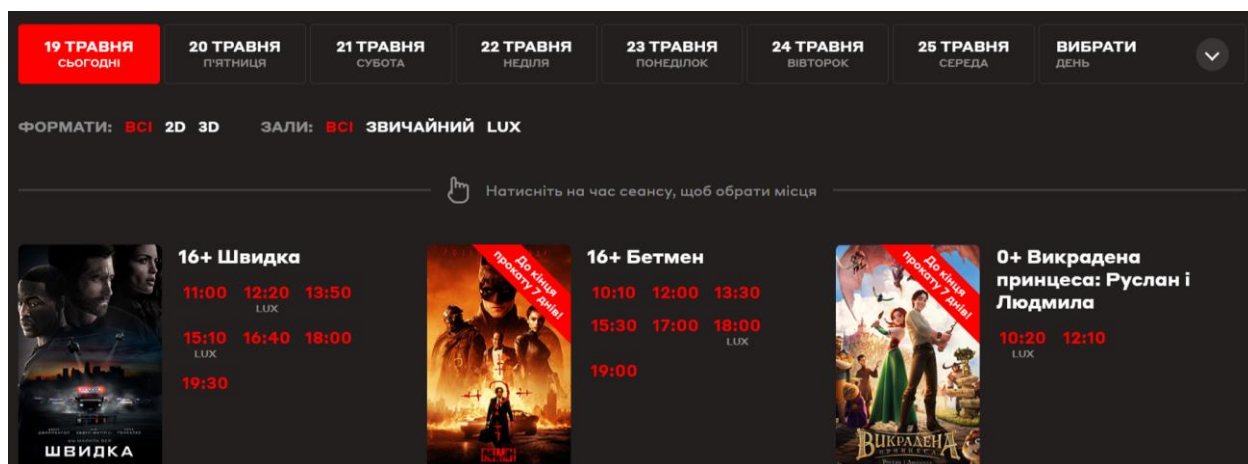 19 ТРАВНЯ
СЬОГОДНІ
20 ТРАВНЯ
П'ЯТНИЦЯ
21 ТРАВНЯ
СУБОТА
22 ТРАВНЯ
НЕДІЛЯ
23 ТРАВНЯ
ПОНЕДІЛОК
24 ТРАВНЯ
ВІВТОРОК
25 ТРАВНЯ
СЕРЕДА
ВИБРАТИ
ДЕНЬ
ФОРМАТИ: ВСІ 2D 3D ЗАЛИ: ВСІ ЗВИЧАЙНИЙ LUX
Натисніть на час сеансу, щоб обрати місця
ШВИДКА
16+ Швидка
11:00 12:20 13:50
LUX
15:10 16:40 18:00
LUX
19:30
До кінця
прокату 7 днів!
16+ Бетмен
10:10 12:00 13:30
15:30 17:00 18:00
LUX
19:00
До кінця
прокату 7 днів!
ВИКРАДЕНА
ПРИНЦЕСА
0+ Викрадена
принцеса: Руслан і
Людмила
10:20 12:10
LUX